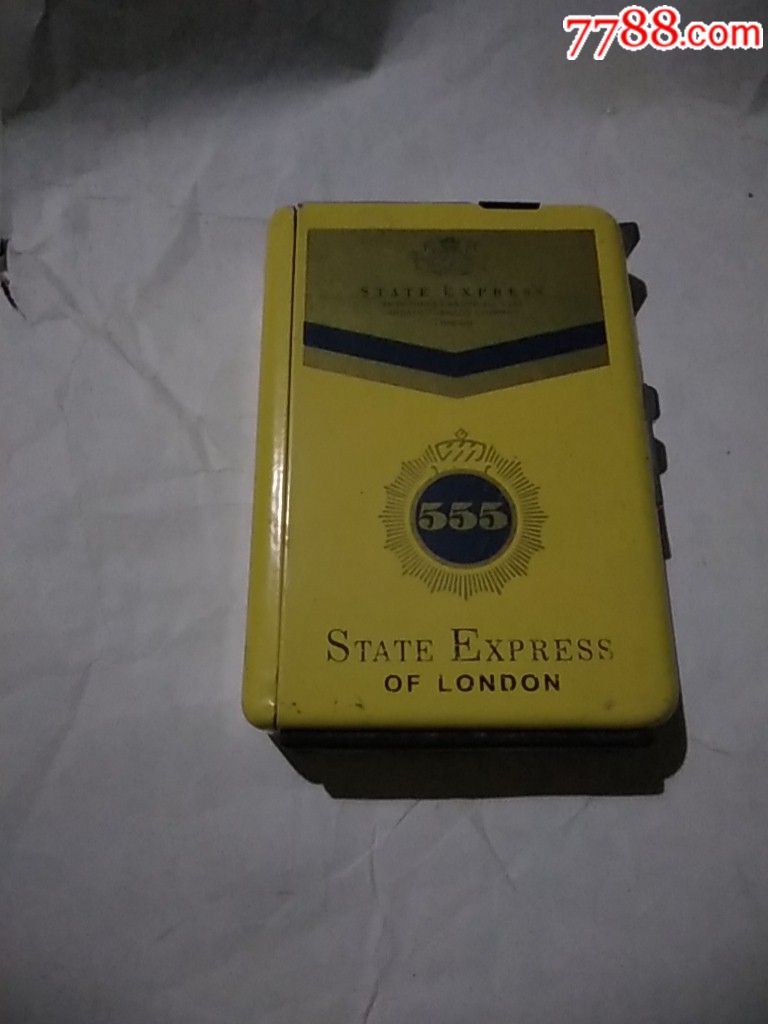 7788.com
STATE EXPRESS
555
STATE EXPRESS
OF LONDON